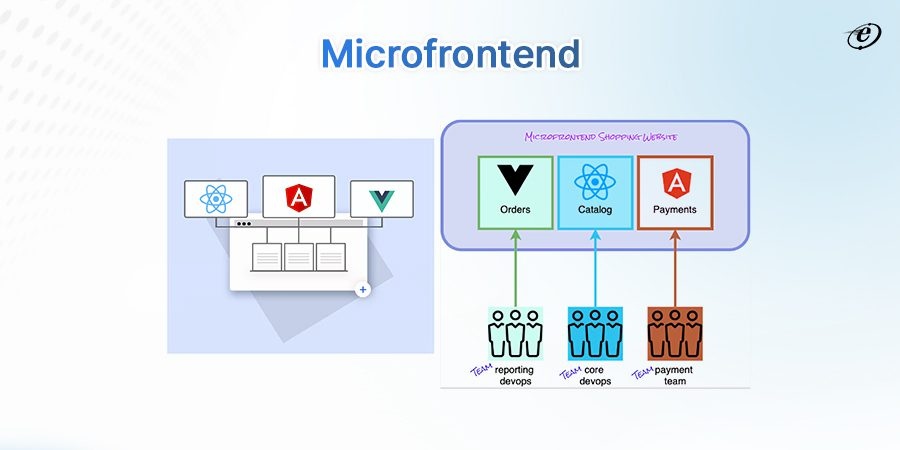 Microfrontend
Microfrontend Shopping Website
Orders
Catalog
Payments
TEAM reporting
devops
TEAM core
devops
TEAM payment
team